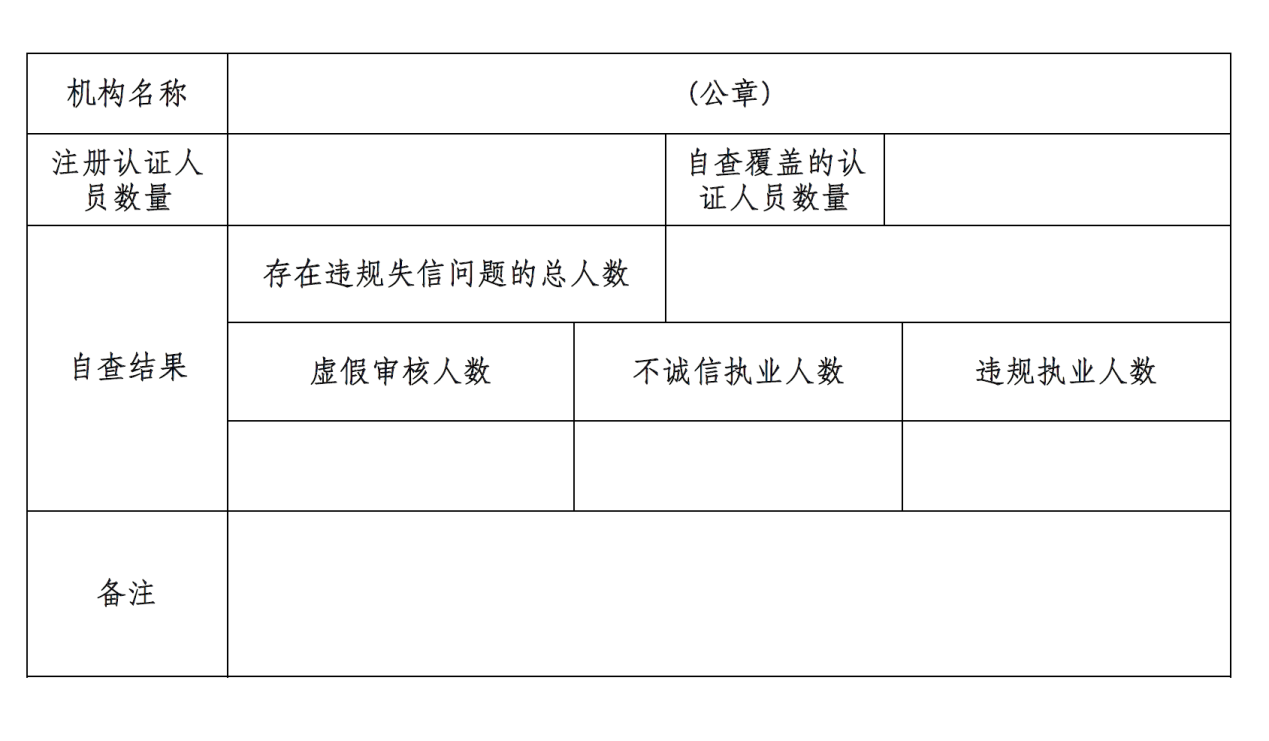 机构名称
(公章)
注册认证人
员数量
自查覆盖的认
证人员数量
自查结果
存在违规失信问题的总人数
虚假审核人数
不诚信执业人数
违规执业人数
备注